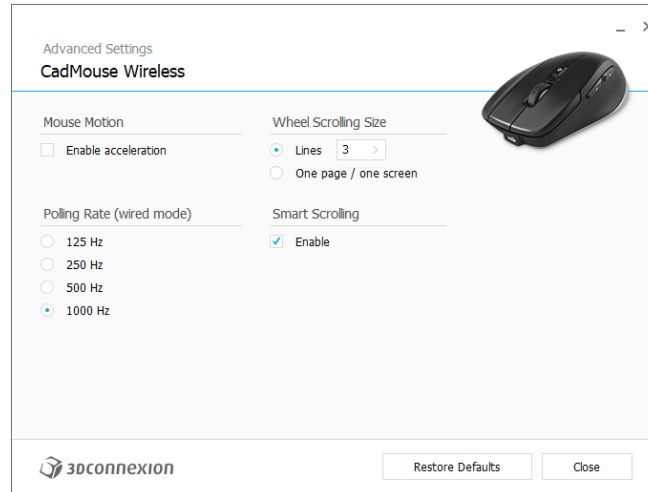 Advanced Settings
CadMouse Wireless
Mouse Motion
Enable acceleration
Wheel Scrolling Size
Lines 3
One page / one screen
Polling Rate (wired mode)
125 Hz
250 Hz
500 Hz
1000 Hz
Smart Scrolling
Enable
3Dconnexion
Restore Defaults
Close